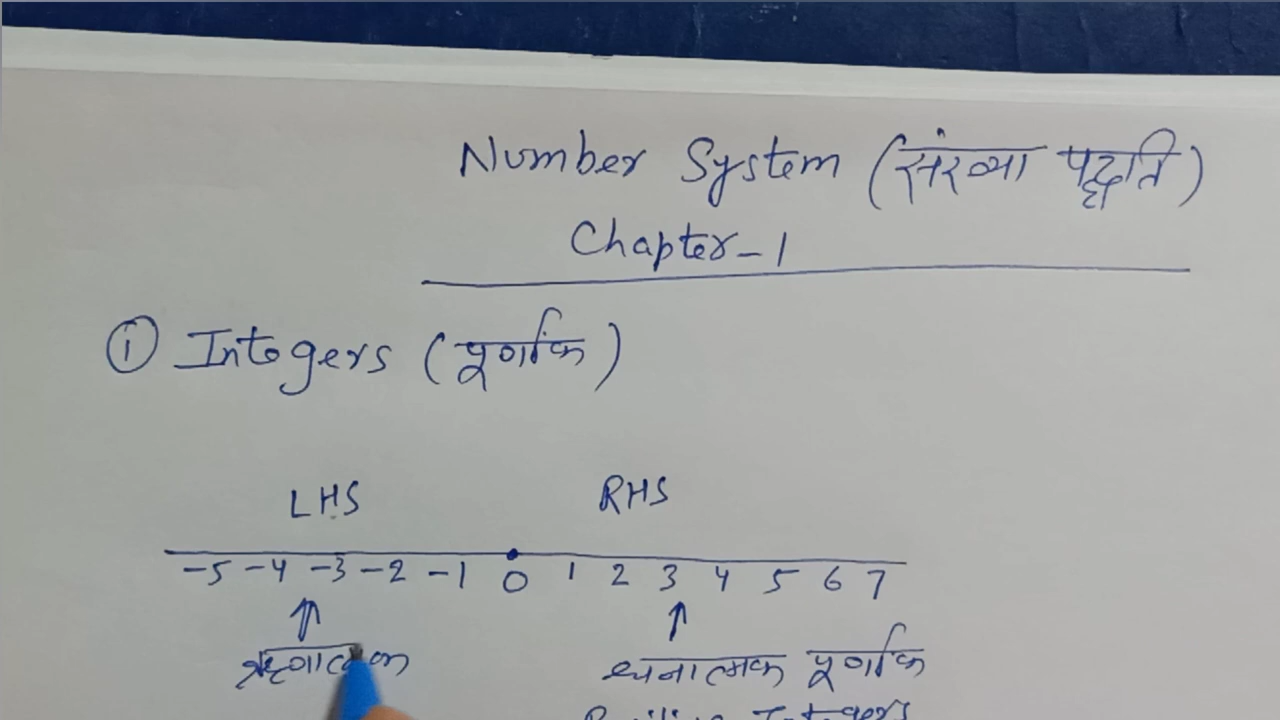 Number System (संख्या पद्धति)
Chapter-1
① Integers (पूर्णांक)
LHS RHS
-5 -4 -3 -2 -1 0 1 2 3 4 5 6 7
↑ ↑
धनात्मक पूर्णांक
Integers